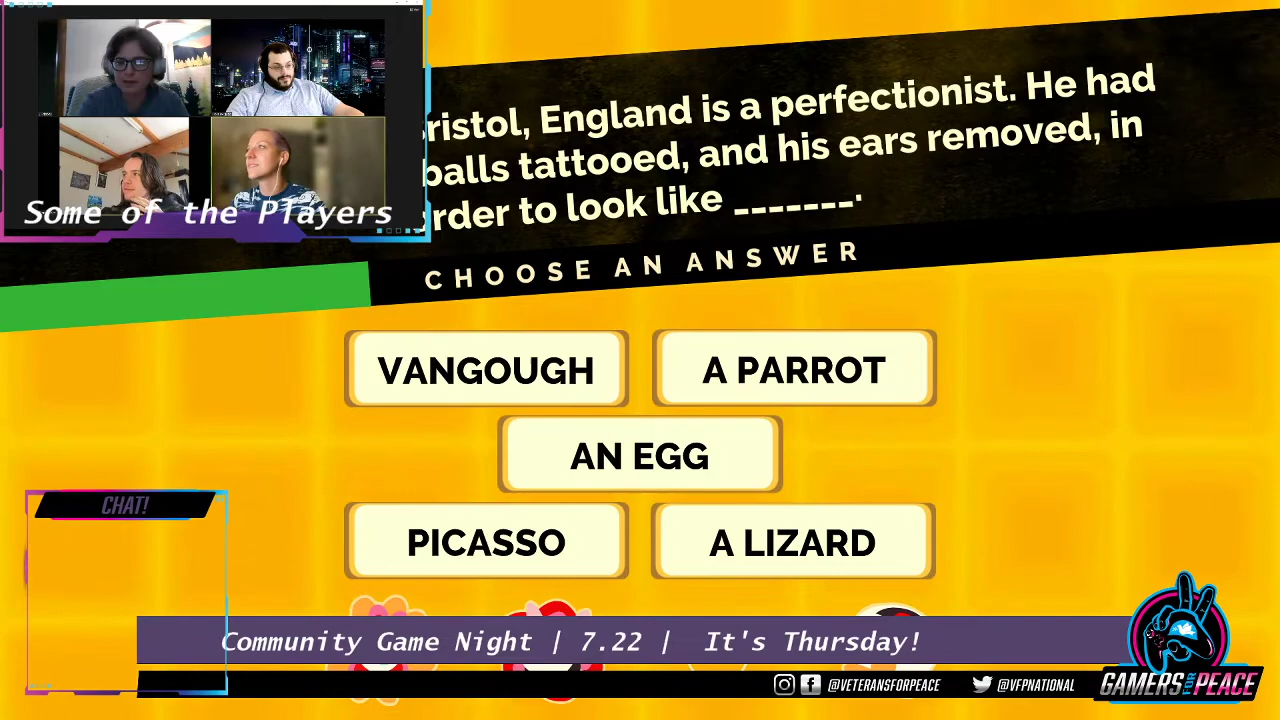 ristol, England is a perfectionist. He had
balls tattooed, and his ears removed, in
rder to look like _______.
Some of the Players
CHOOSE AN ANSWER
VANGOUGH
A PARROT
AN EGG
PICASSO
A LIZARD
CHAT!
Community Game Night | 7.22 | It's Thursday!
@VETERANSFORPEACE
@VFPNATIONAL
GAMERS FOR PEACE